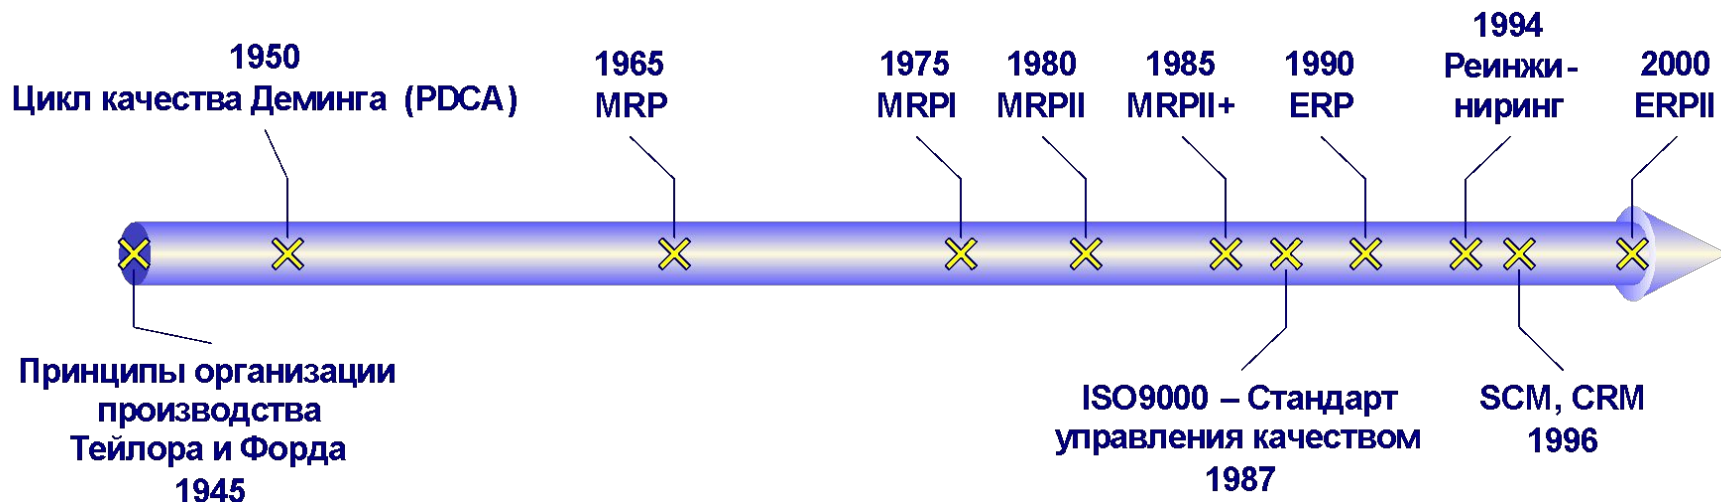 1950
Цикл качества Деминга (PDCA)
1965
MRP
1975
MRPI
1980
MRPII
1985
MRPII+
1990
ERP
1994
Реинжи-
ниринг
2000
ERPII
Принципы организации
производства
Тейлора и Форда
1945
ISO9000 – Стандарт
управления качеством
1987
SCM, CRM
1996